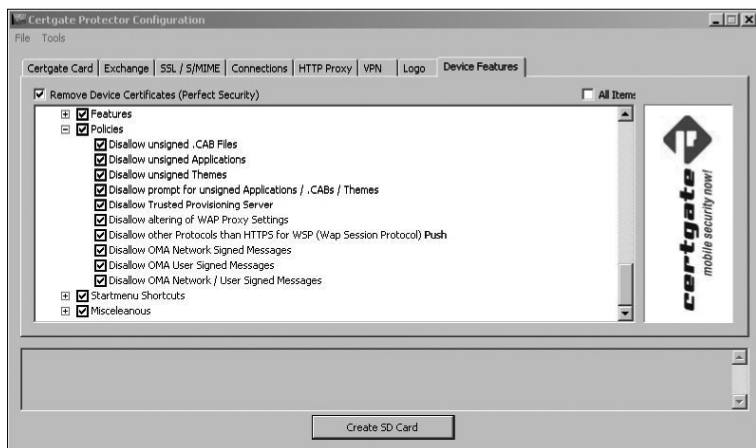 Certgate Protector Configuration
File Tools
Certgate Card Exchange SSL / S/MIME Connections HTTP Proxy VPN Logo Device Features
Remove Device Certificates (Perfect Security) All Items
Features
Policies
Disallow unsigned .CAB Files
Disallow unsigned Applications
Disallow unsigned Themes
Disallow prompt for unsigned Applications / .CABs / Themes
Disallow Trusted Provisioning Server
Disallow altering of WAP Proxy Settings
Disallow other Protocols than HTTPS for WSP (Wap Session Protocol) Push
Disallow OMA Network Signed Messages
Disallow OMA User Signed Messages
Disallow OMA Network / User Signed Messages
Startmenu Shortcuts
Misceleanous
certgate
mobile security now!
Create SD Card